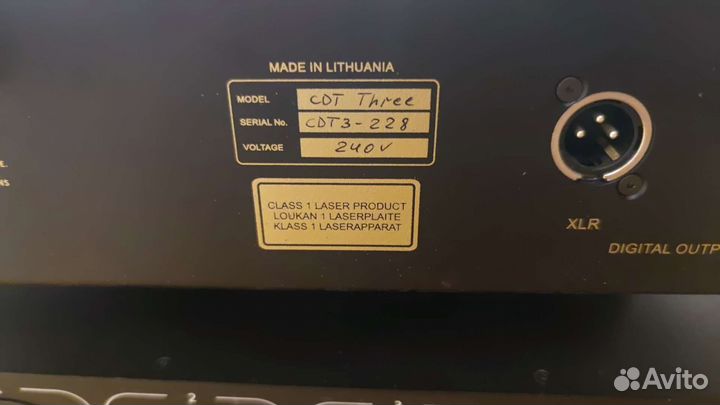 MADE IN LITHUANIA
MODEL CDT Three
SERIAL No. CDT3-228
VOLTAGE 240V
CLASS 1 LASER PRODUCT
LOUKAN 1 LASERPLAITE
KLASS 1 LASERAPPARAT
XLR
DIGITAL OUTP
Avito